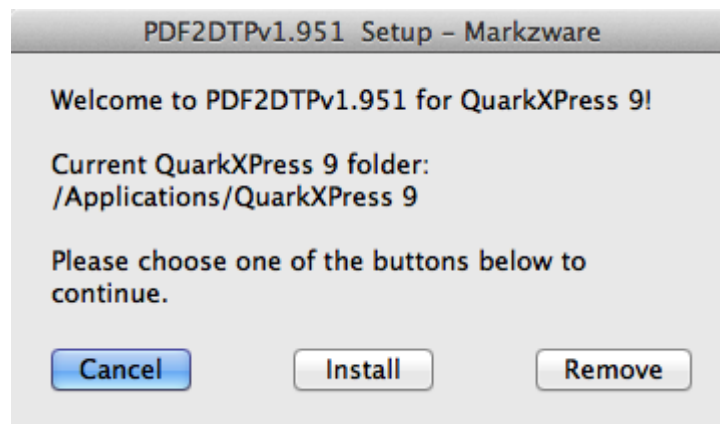 PDF2DTPv1.951 Setup – Markzware
Welcome to PDF2DTPv1.951 for QuarkXPress 9!
Current QuarkXPress 9 folder:
/Applications/QuarkXPress 9
Please choose one of the buttons below to
continue.
Cancel Install Remove